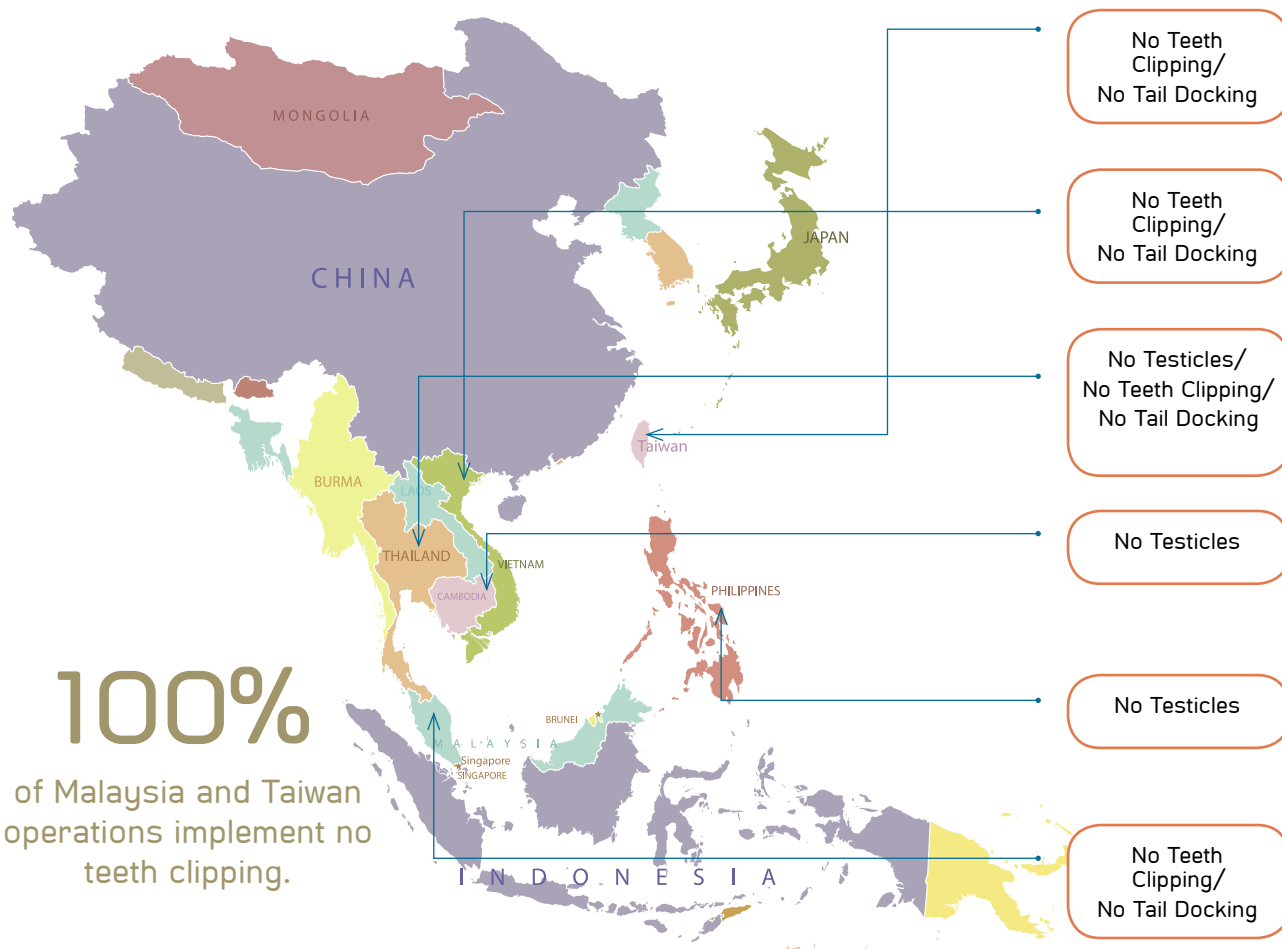 MONGOLIA
CHINA
JAPAN
Taiwan
BURMA
LAOS
THAILAND
VIETNAM
CAMBODIA
PHILIPPINES
BRUNEI
MALAYSIA
Singapore
SINGAPORE
INDONESIA
100%
of Malaysia and Taiwan
operations implement no
teeth clipping.
No Teeth
Clipping/
No Tail Docking
No Teeth
Clipping/
No Tail Docking
No Testicles/
No Teeth Clipping/
No Tail Docking
No Testicles
No Testicles
No Teeth
Clipping/
No Tail Docking